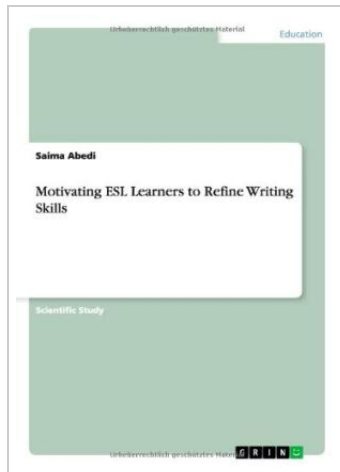 Urheberrechtlich geschütztes Material
Education
Saima Abedi
Motivating ESL Learners to Refine Writing
Skills
Scientific Study
Urheberrechtlich geschütztes Material
GRIN